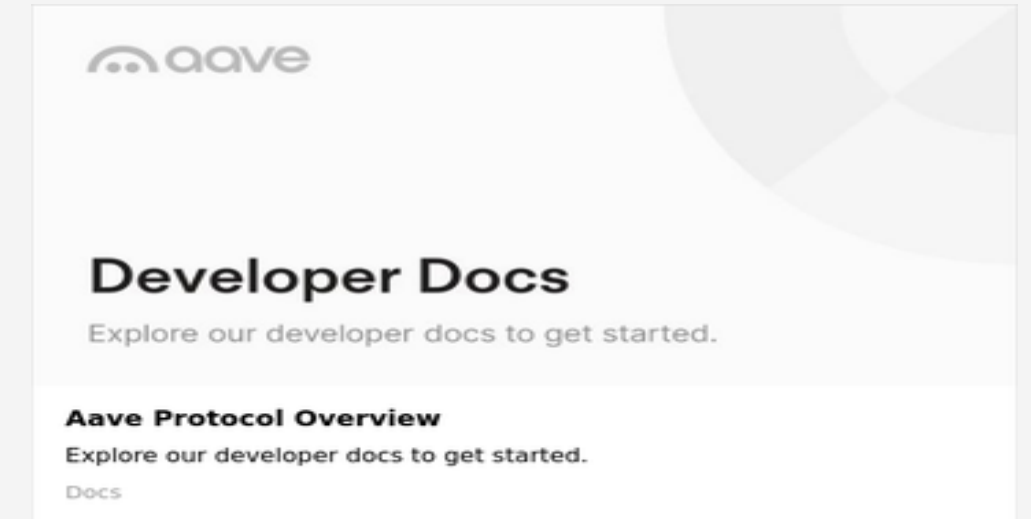 aave
Developer Docs
Explore our developer docs to get started.
Aave Protocol Overview
Explore our developer docs to get started.
Docs